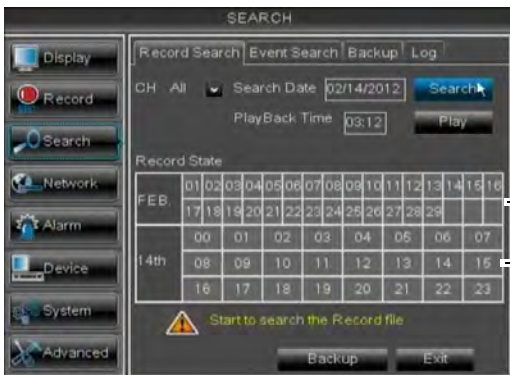 SEARCH
Display
Record
Search
Network
Alarm
Device
System
Advanced
Record Search Event Search Backup Log
CH All Search Date 02/14/2012 Search
PlayBack Time 03:12 Play
Record State
FEB. 01 02 03 04 05 06 07 08 09 10 11 12 13 14 15 16
17 18 19 20 21 22 23 24 25 26 27 28 29
14th 00 01 02 03 04 05 06 07
08 09 10 11 12 13 14 15
16 17 18 19 20 21 22 23
Start to search the Record file
Backup Exit